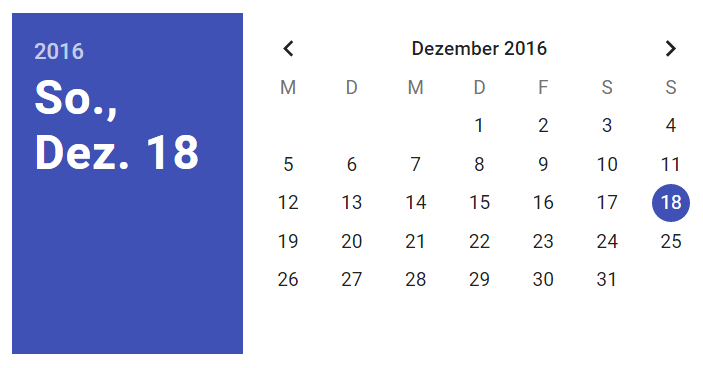 2016
So.,
Dez. 18
Dezember 2016
M D M D F S S
1 2 3 4
5 6 7 8 9 10 11
12 13 14 15 16 17 18
19 20 21 22 23 24 25
26 27 28 29 30 31